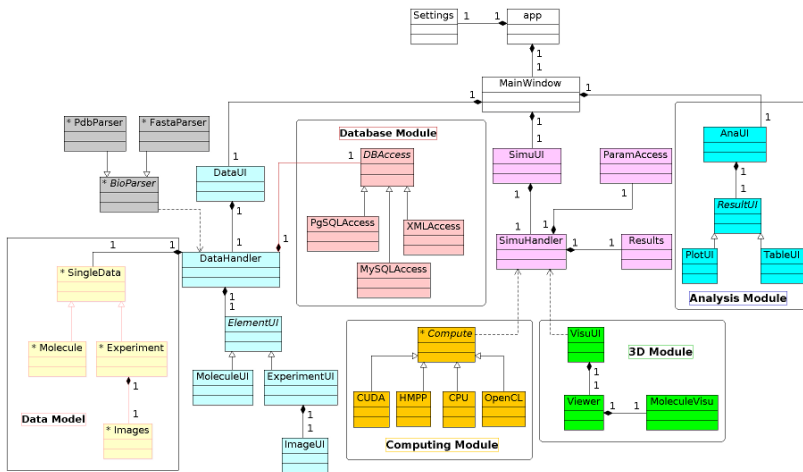 Settings
1
1
app
1
1
MainWindow
1
1
1
1
* PdbParser
* FastaParser
Database Module
AnaUI
DBAccess
SimuUI
ParamAccess
1
1
1
1
DataUI
* BioParser
ResultUI
PgSQLAccess
XMLAccess
1
1
1
1
1
1
1
1
DataHandler
SimuHandler
1
1
Results
PlotUI
TableUI
* SingleData
MySQLAccess
Analysis Module
1
1
ElementUI
* Compute
VisuUI
* Molecule
* Experiment
3D Module
MoleculeUI
ExperimentUI
CUDA
HMPP
CPU
OpenCL
1
1
Viewer
1
1
MoleculeVisu
1
1
Data Model
* Images
1
1
ImageUI
Computing Module